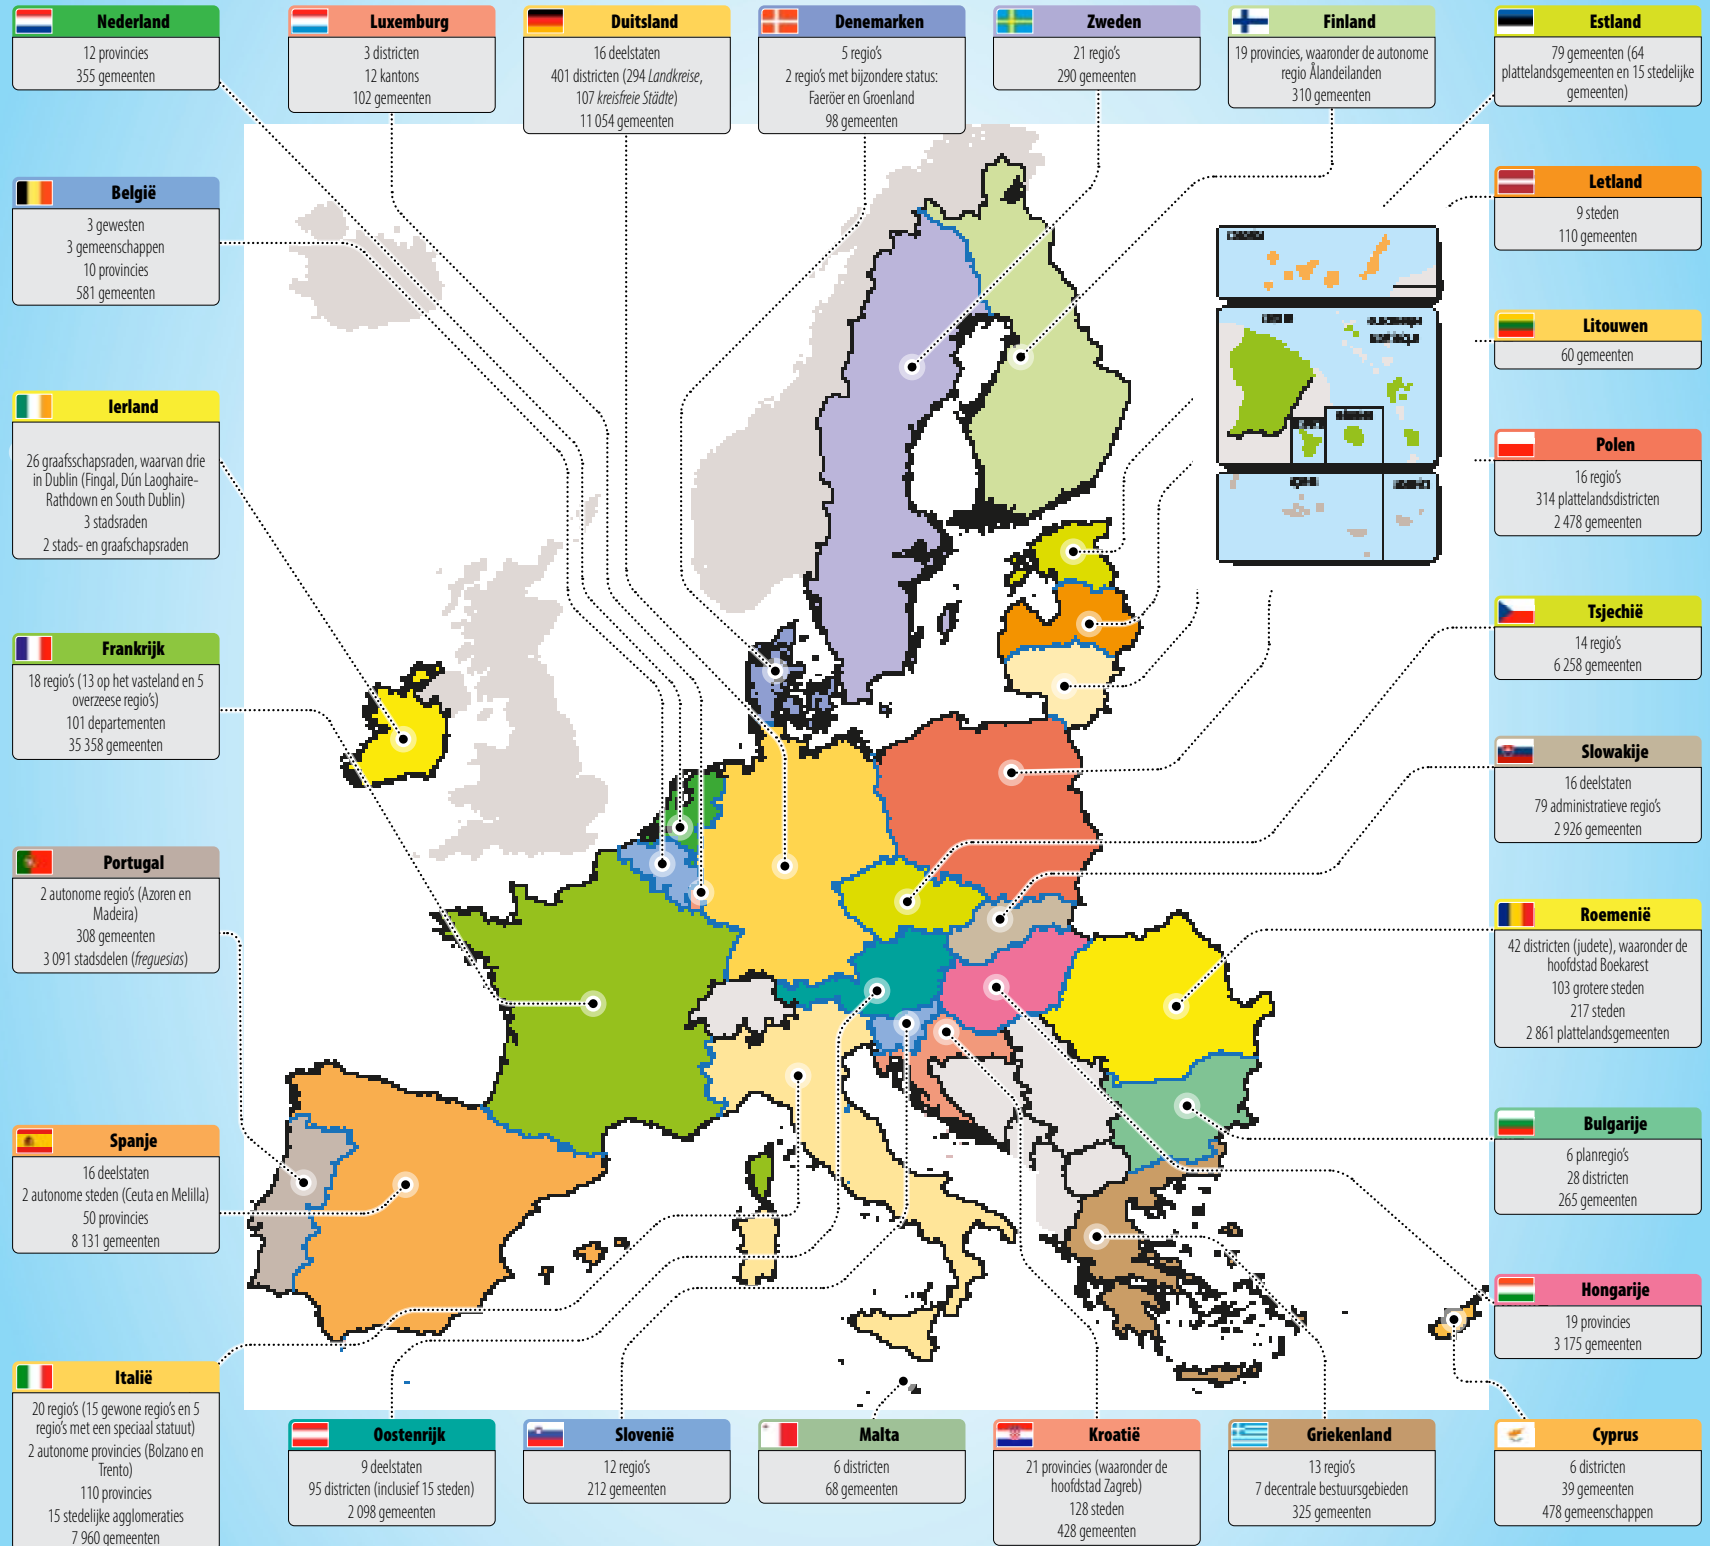 Nederland
12 provincies
355 gemeenten
Luxemburg
3 districten
12 kantons
102 gemeenten
Duitsland
16 deelstaten
401 districten (294 Landkreise,
107 kreisfreie Städte)
11 054 gemeenten
Denemarken
5 regio's
2 regio's met bijzondere status:
Faeröer en Groenland
98 gemeenten
Zweden
21 regio's
290 gemeenten
Finland
19 provincies, waaronder de autonome
regio Ålandeilanden
310 gemeenten
Estland
79 gemeenten (64
plattelandsgemeenten en 15 stedelijke
gemeenten)
België
3 gewesten
3 gemeenschappen
10 provincies
581 gemeenten
Letland
9 steden
110 gemeenten
Litouwen
60 gemeenten
Ierland
26 graafsschapsraden, waarvan drie
in Dublin (Fingal, Dún Laoghaire-
Rathdown en South Dublin)
3 stadsraden
2 stads- en graafschapsraden
Polen
16 regio's
314 plattelandsdistricten
2 478 gemeenten
Frankrijk
18 regio's (13 op het vasteland en 5
overzeese regio's)
101 departementen
35 358 gemeenten
Tsjechië
14 regio's
6 258 gemeenten
Slowakije
16 deelstaten
79 administratieve regio's
2 926 gemeenten
Portugal
2 autonome regio's (Azoren en
Madeira)
308 gemeenten
3 091 stadsdelen (freguesias)
Roemenië
42 districten (judete), waaronder de
hoofdstad Boekarest
103 grotere steden
217 steden
2 861 plattelandsgemeenten
Spanje
16 deelstaten
2 autonome steden (Ceuta en Melilla)
50 provincies
8 131 gemeenten
Bulgarije
6 planregio's
28 districten
265 gemeenten
Hongarije
19 provincies
3 175 gemeenten
Italië
20 regio's (15 gewone regio's en 5
regio's met een speciaal statuut)
2 autonome provincies (Bolzano en
Trento)
110 provincies
15 stedelijke agglomeraties
7 960 gemeenten
Oostenrijk
9 deelstaten
95 districten (inclusief 15 steden)
2 098 gemeenten
Slovenië
12 regio's
212 gemeenten
Malta
6 districten
68 gemeenten
Kroatië
21 provincies (waaronder de
hoofdstad Zagreb)
128 steden
428 gemeenten
Griekenland
13 regio's
7 decentrale bestuursgebieden
325 gemeenten
Cyprus
6 districten
39 gemeenten
478 gemeenschappen